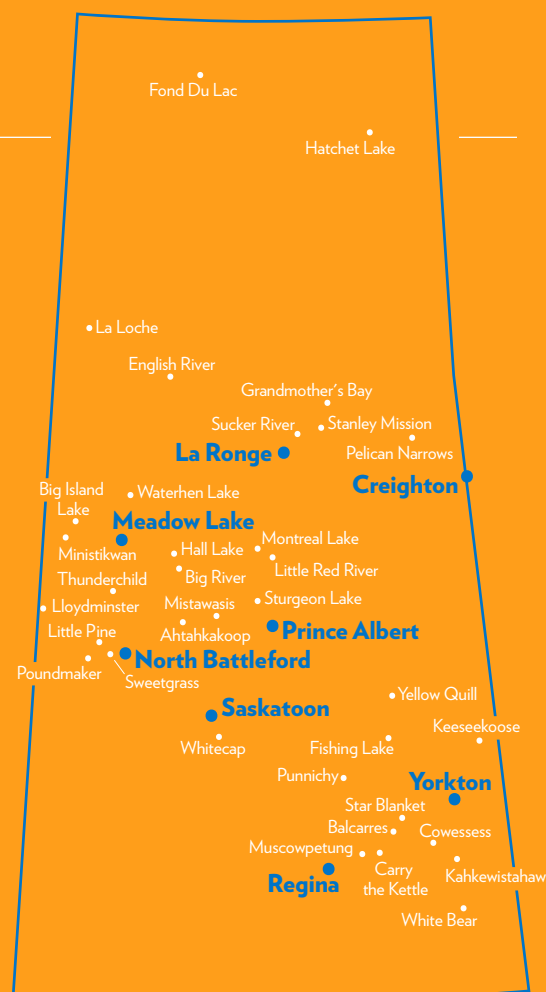 Fond Du Lac
Hatchet Lake
La Loche
English River
Grandmother's Bay
Sucker River
Stanley Mission
La Ronge
Pelican Narrows
Creighton
Big Island
Lake
Waterhen Lake
Meadow Lake
Ministikwan
Hall Lake
Montreal Lake
Thunderchild
Big River
Little Red River
Lloydminster
Mistawasis
Sturgeon Lake
Little Pine
Ahtahkakoop
Prince Albert
North Battleford
Poundmaker
Sweetgrass
Yellow Quill
Saskatoon
Keeseekoose
Whitecap
Fishing Lake
Punnichy
Yorkton
Star Blanket
Balcarres
Cowessess
Muscowpetung
Carry
the Kettle
Kahkewistahaw
Regina
White Bear